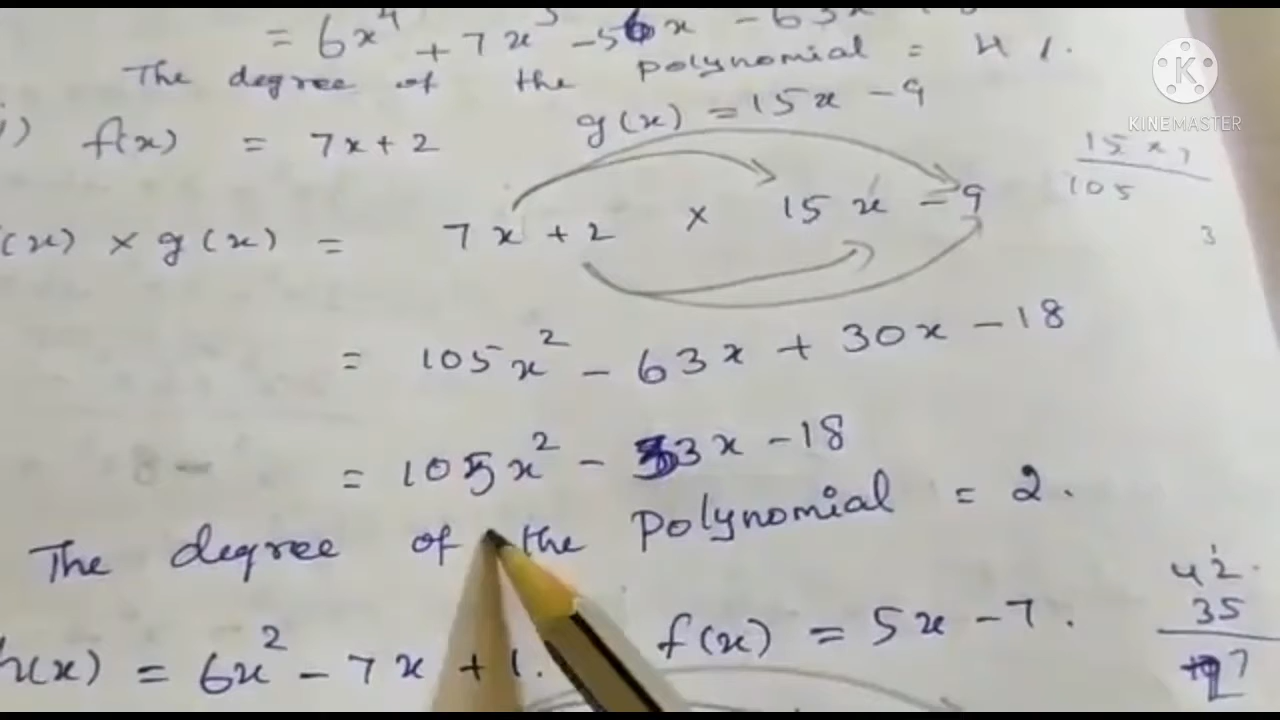 = 6x⁴ + 7x³ - 56x - 63x
The degree of the polynomial = 4 /.
f(x) = 7x + 2 g(x) = 15x - 9
15 x 7
105
3
(x) × g(x) = 7x + 2 × 15x - 9
= 105x² - 63x + 30x - 18
= 105x² - 33x - 18
The degree of the polynomial = 2.
h(x) = 6x² - 7x + 1. f(x) = 5x - 7.
42.
35
KINEMASTER